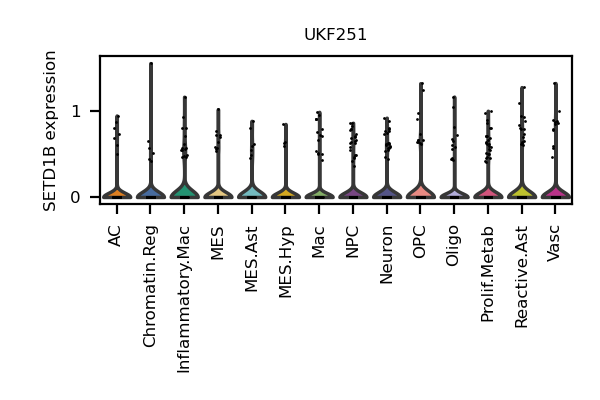 UKF251
SETD1B expression
1
0
AC
Chromatin.Reg
Inflammatory.Mac
MES
MES.Ast
MES.Hyp
Mac
NPC
Neuron
OPC
Oligo
Prolif.Metab
Reactive.Ast
Vasc